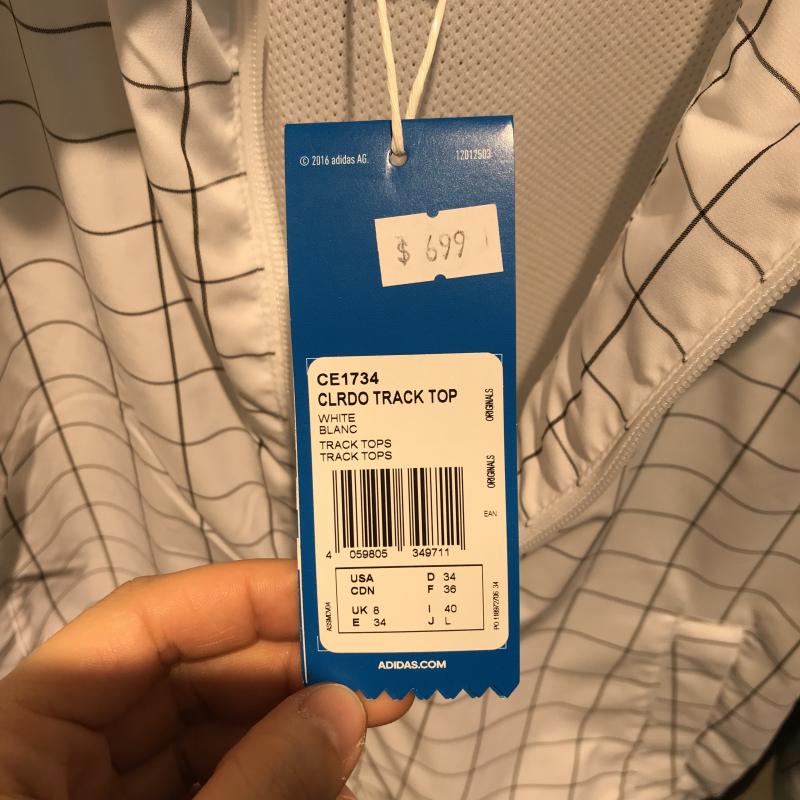 © 2016 adidas AG.
12012503
$ 699
CE1734
CLRDO TRACK TOP
WHITE
BLANC
TRACK TOPS
TRACK TOPS
ORIGINALS
ORIGINALS
EAN
4 059805 349711
USA D 34
CDN F 36
UK 8 I 40
E 34 J L
ADIDAS.COM